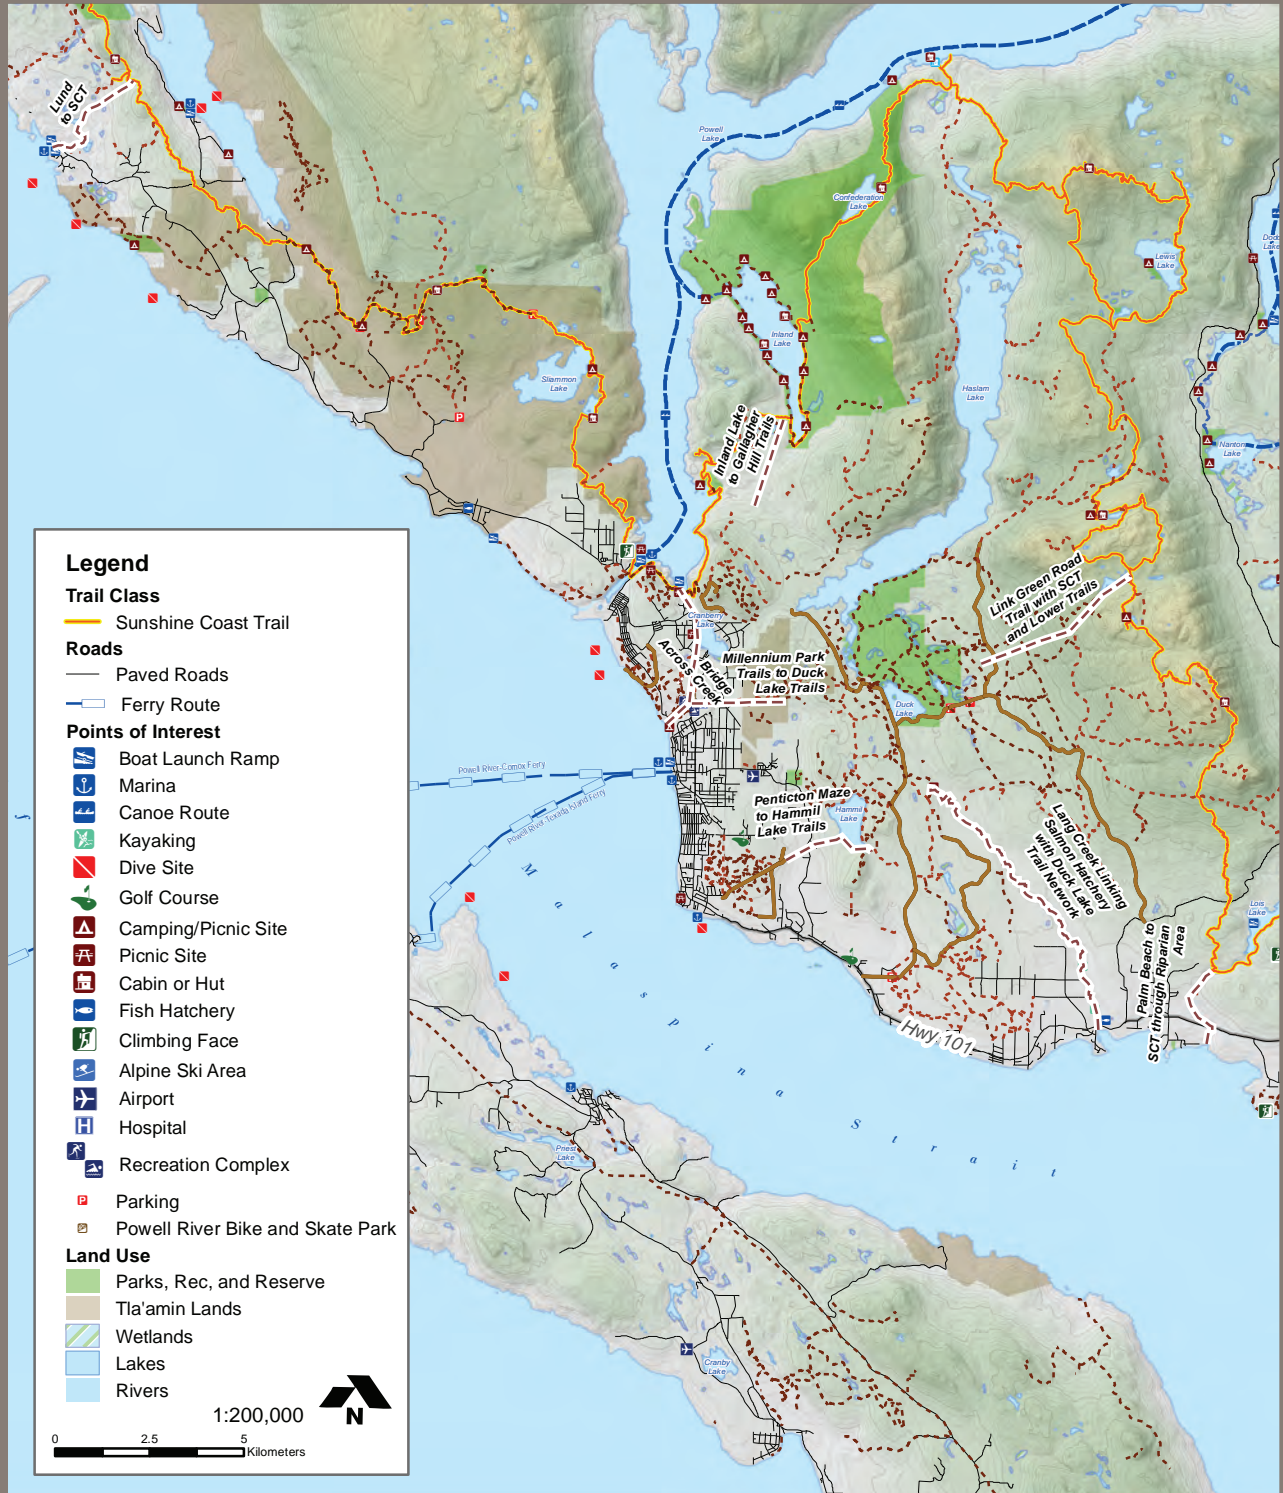 Lund
to SCT
Powell
Lake
Confederation
Lake
Lewis
Lake
Inland
Lake
Haslam
Lake
Sliammon
Lake
Nanton
Lake
Inland Lake
to Gallagher
Hill Trails
Link Green Road
Trail with SCT
and Lower Trails
Cranberry
Lake
Bridge
Across Creek
Millennium Park
Trails to Duck
Lake Trails
Duck
Lake
Powell River-Comox Ferry
Powell River-Texada Island Ferry
Penticton Maze
to Hammil
Lake Trails
Hammil
Lake
Lang Creek Linking
Salmon Hatchery
with Duck Lake
Trail Network
Palm Beach to
SCT through Riparian
Area
Lois
Lake
Hwy 101
Malaspina Strait
Priest
Lake
Cranby
Lake
Legend
Trail Class
Sunshine Coast Trail
Roads
Paved Roads
Ferry Route
Points of Interest
Boat Launch Ramp
Marina
Canoe Route
Kayaking
Dive Site
Golf Course
Camping/Picnic Site
Picnic Site
Cabin or Hut
Fish Hatchery
Climbing Face
Alpine Ski Area
Airport
H Hospital
Recreation Complex
P Parking
Powell River Bike and Skate Park
Land Use
Parks, Rec, and Reserve
Tla'amin Lands
Wetlands
Lakes
Rivers
1:200,000
N
0 2.5 5
Kilometers